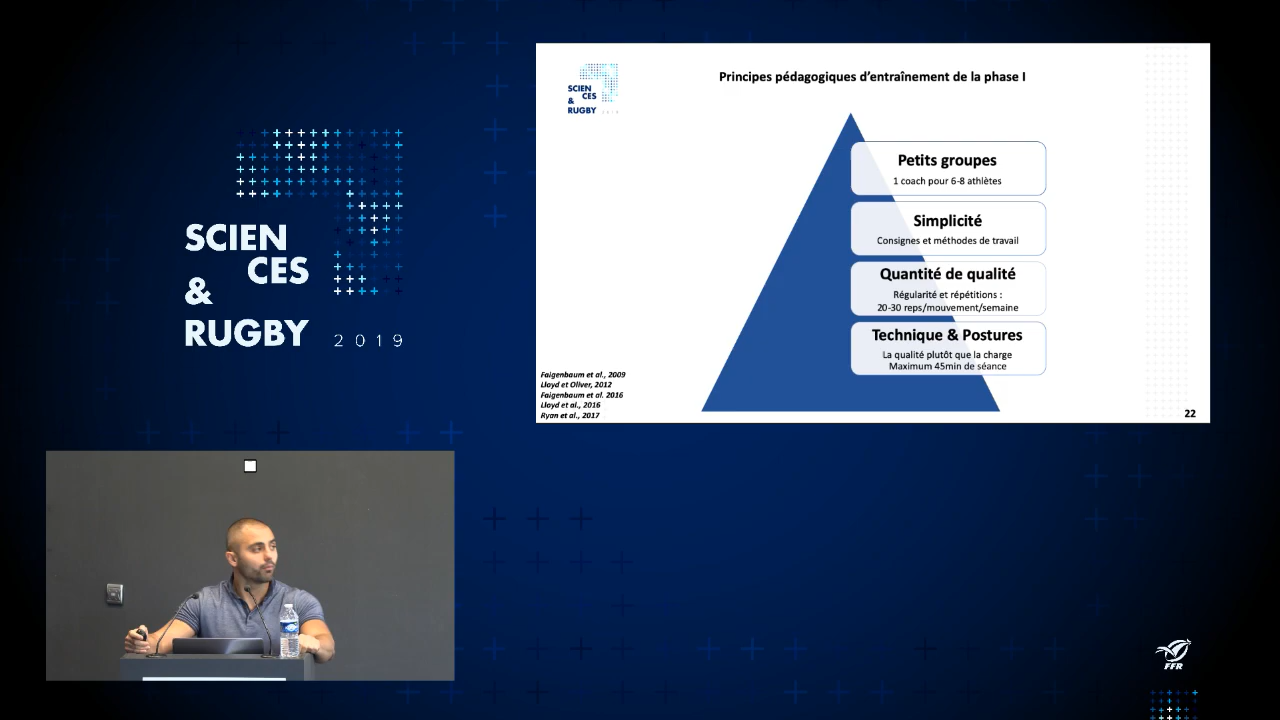 SCIEN
CES
&
RUGBY 2019
SCIEN
CES
&
RUGBY 2019
Principes pédagogiques d’entraînement de la phase I
Petits groupes
1 coach pour 6-8 athlètes
Simplicité
Consignes et méthodes de travail
Quantité de qualité
Régularité et répétitions :
20-30 reps/mouvement/semaine
Technique & Postures
La qualité plutôt que la charge
Maximum 45min de séance
Faigenbaum et al., 2009
Lloyd et Oliver, 2012
Faigenbaum et al. 2016
Lloyd et al., 2016
Ryan et al., 2017
22
FFR